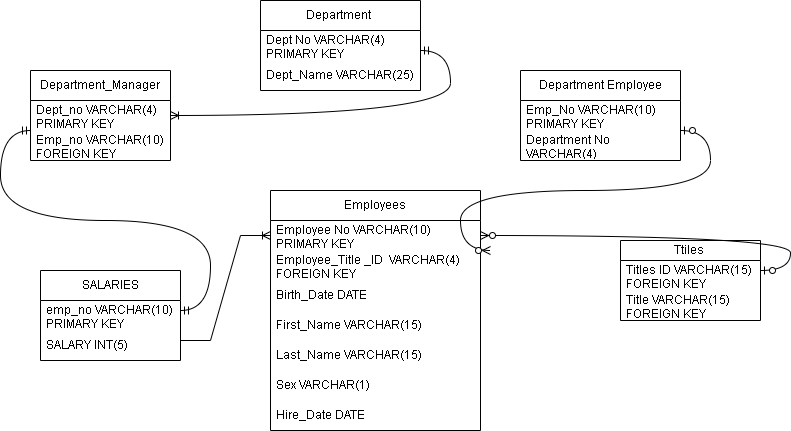 Department
Dept No VARCHAR(4)
PRIMARY KEY
Dept_Name VARCHAR(25)
Department_Manager
Dept_no VARCHAR(4)
PRIMARY KEY
Emp_no VARCHAR(10)
FOREIGN KEY
Department Employee
Emp_No VARCHAR(10)
PRIMARY KEY
Department No
VARCHAR(4)
Employees
Employee No VARCHAR(10)
PRIMARY KEY
Employee_Title _ID VARCHAR(4)
FOREIGN KEY
Birth_Date DATE
First_Name VARCHAR(15)
Last_Name VARCHAR(15)
Sex VARCHAR(1)
Hire_Date DATE
Ttiles
Titles ID VARCHAR(15)
FOREIGN KEY
Title VARCHAR(15)
FOREIGN KEY
SALARIES
emp_no VARCHAR(10)
PRIMARY KEY
SALARY INT(5)